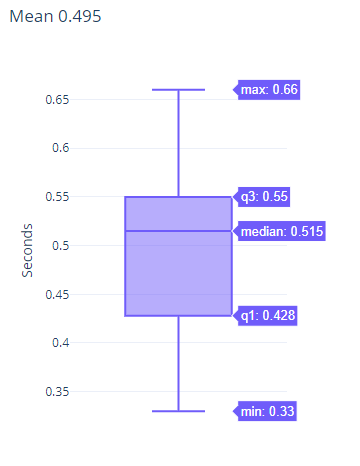 Mean 0.495
max: 0.66
0.65
0.6
0.55
q3: 0.55
median: 0.515
0.5
Seconds
0.45
q1: 0.428
0.4
0.35
min: 0.33